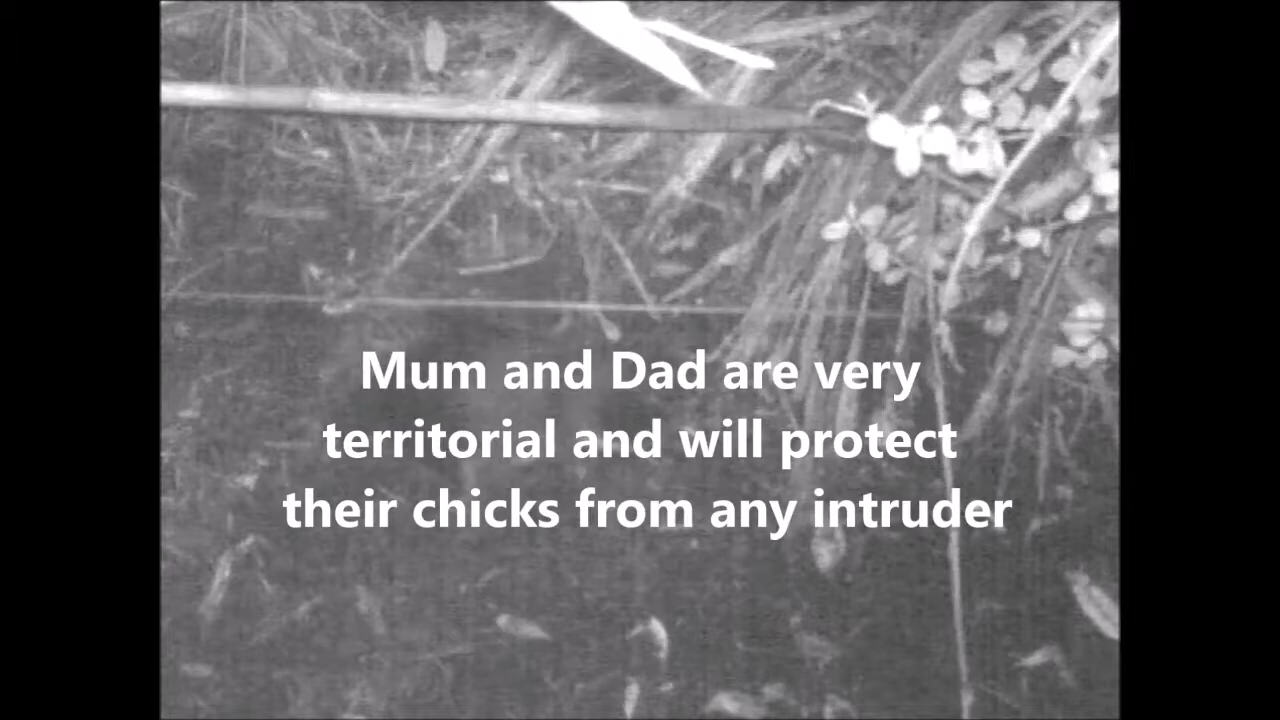 Mum and Dad are very
territorial and will protect
their chicks from any intruder